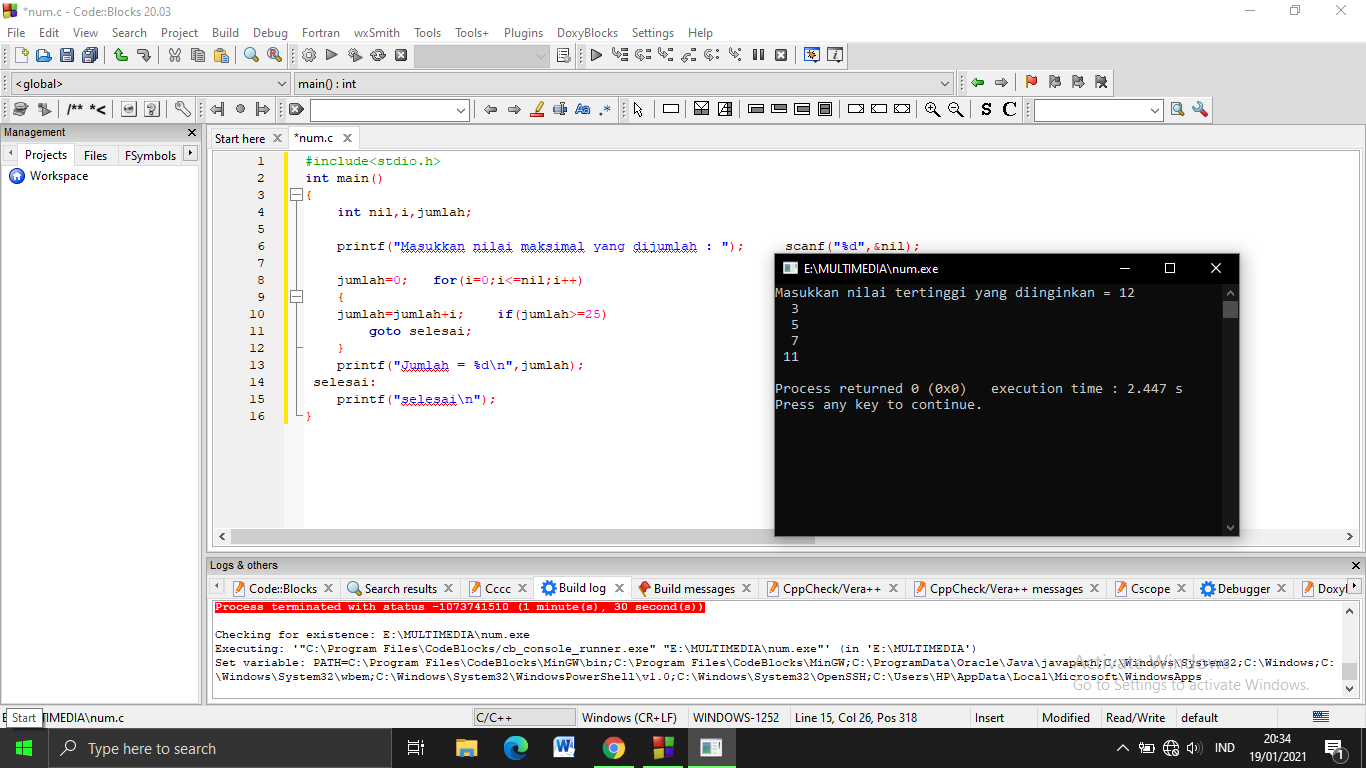 *num.c - Code::Blocks 20.03
File Edit View Search Project Build Debug Fortran wxSmith Tools Tools+ Plugins DoxyBlocks Settings Help
<global> main() : int
/** *<
Aa .* S C
Management
Projects Files FSymbols
Workspace
Start here *num.c
1 #include<stdio.h>
2 int main()
3 {
4 int nil,i,jumlah;
5
6 printf("Masukkan nilai maksimal yang dijumlah : "); scanf("%d",&nil);
7
8 jumlah=0; for(i=0;i<=nil;i++)
9 {
10 jumlah=jumlah+i; if(jumlah>=25)
11 goto selesai;
12 }
13 printf("Jumlah = %d\n",jumlah);
14 selesai:
15 printf("selesai\n");
16 }
E:\MULTIMEDIA\num.exe
Masukkan nilai tertinggi yang diinginkan = 12
3
5
7
11
Process returned 0 (0x0) execution time : 2.447 s
Press any key to continue.
Logs & others
Code::Blocks Search results Cccc Build log Build messages CppCheck/Vera++ CppCheck/Vera++ messages Cscope Debugger Doxyl
Process terminated with status -1073741510 (1 minute(s), 30 second(s))
Checking for existence: E:\MULTIMEDIA\num.exe
Executing: '"C:\Program Files\CodeBlocks/cb_console_runner.exe" "E:\MULTIMEDIA\num.exe"' (in 'E:\MULTIMEDIA')
Set variable: PATH=C:\Program Files\CodeBlocks\MinGW\bin;C:\Program Files\CodeBlocks\MinGW;C:\ProgramData\Oracle\Java\javapath;C:\Windows\System32;C:\Windows;C:
\Windows\System32\wbem;C:\Windows\System32\WindowsPowerShell\v1.0;C:\Windows\System32\OpenSSH;C:\Users\HP\AppData\Local\Microsoft\WindowsApps
Activate Windows
Go to Settings to activate Windows.
Start
IMEDIA\num.c C/C++ Windows (CR+LF) WINDOWS-1252 Line 15, Col 26, Pos 318 Insert Modified Read/Write default
Type here to search
IND
20:34
19/01/2021
1